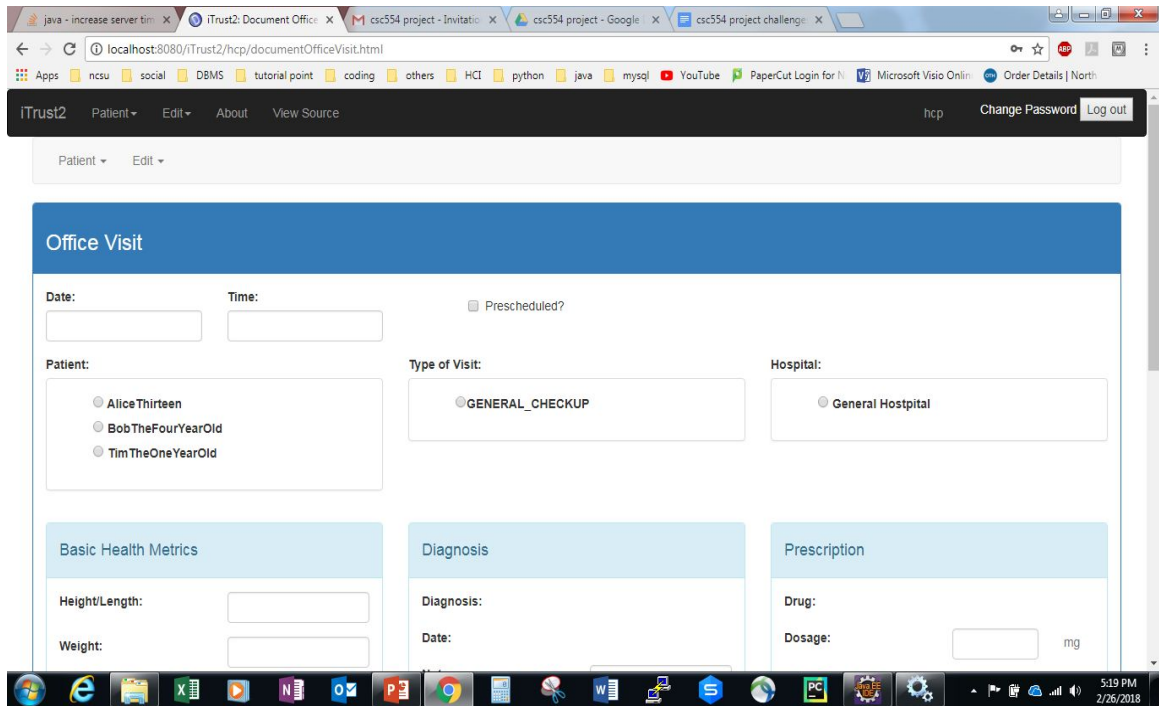 java - increase server tim
iTrust2: Document Office
csc554 project - Invitatio
csc554 project - Google
csc554 project challenge
localhost:8080/iTrust2/hcp/documentOfficeVisit.html
ABP
Apps ncsu social DBMS tutorial point coding others HCI python java mysql YouTube PaperCut Login for N Microsoft Visio Onlin Order Details | North
iTrust2 Patient Edit About View Source hcp Change Password Log out
Patient Edit
Office Visit
Date: Time: Prescheduled?
Patient: Type of Visit: Hospital:
AliceThirteen GENERAL_CHECKUP General Hostpital
BobTheFourYearOld
TimTheOneYearOld
Basic Health Metrics Diagnosis Prescription
Height/Length: Diagnosis: Drug:
Date: Dosage: mg
Weight:
5:19 PM
2/26/2018